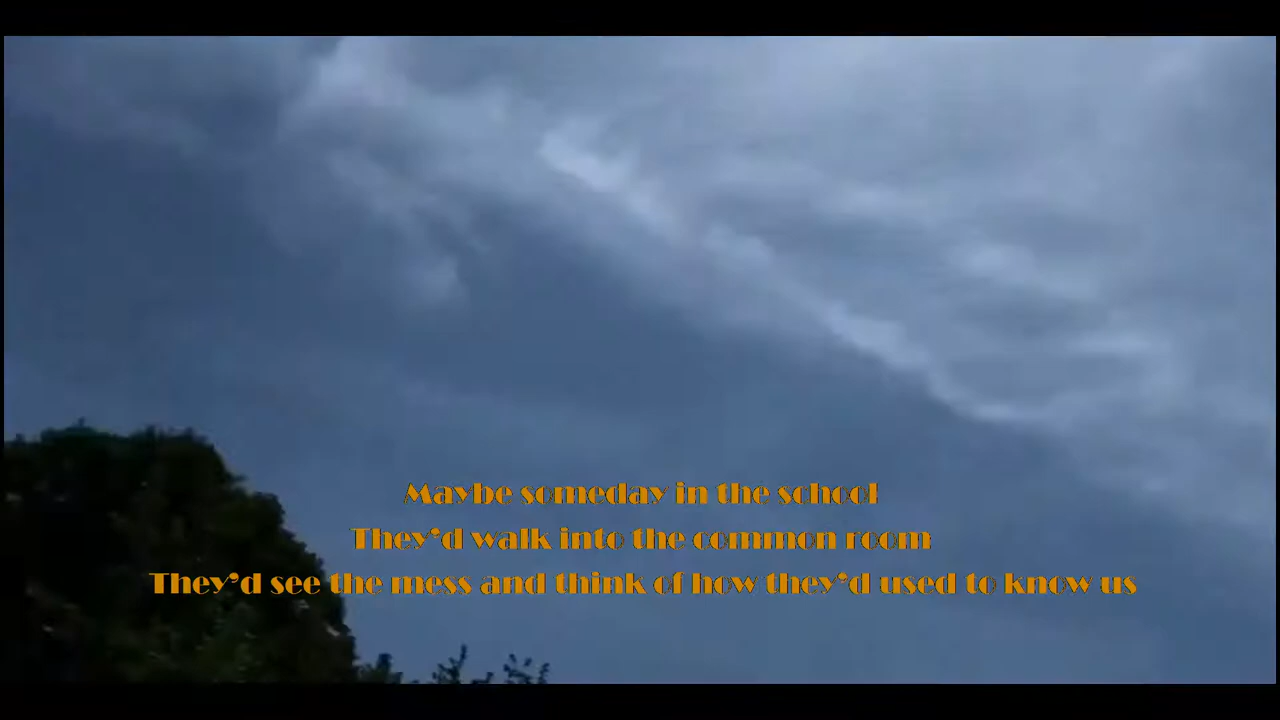 Maybe someday in the school
They'd walk into the common room
They'd see the mess and think of how they'd used to know us